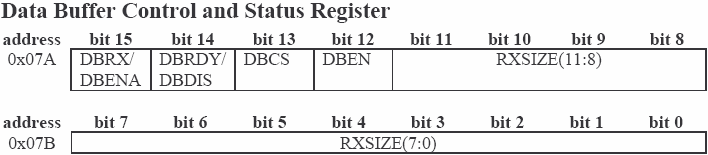 Data Buffer Control and Status Register
address bit 15 bit 14 bit 13 bit 12 bit 11 bit 10 bit 9 bit 8
0x07A DBRX/ DBRDY/ DBCS DBEN RXSIZE(11:8)
DBENA DBDIS
address bit 7 bit 6 bit 5 bit 4 bit 3 bit 2 bit 1 bit 0
0x07B RXSIZE(7:0)